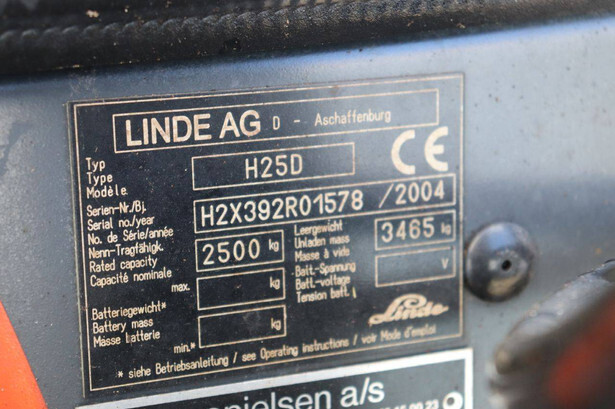 LINDE AG D - Aschaffenburg
Typ
Type
Modèle
H25D
CE
Serien-Nr./Bj.
Serial no./year
No. de Série/année
H2X392R01578 /2004
Nenn-Tragfähigk.
Rated capacity
Capacité nominale
2500 kg
Leergewicht
Unladen mass
Masse à vide
3465 kg
Batt.-Spannung
Batt.-voltage
Tension batt.
V
Batteriegewicht*
Battery mass
Masse batterie
max. kg
min.* kg
Linde
* siehe Betriebsanleitung / see Operating instructions / voir Mode d'emploi
nielsen a/s